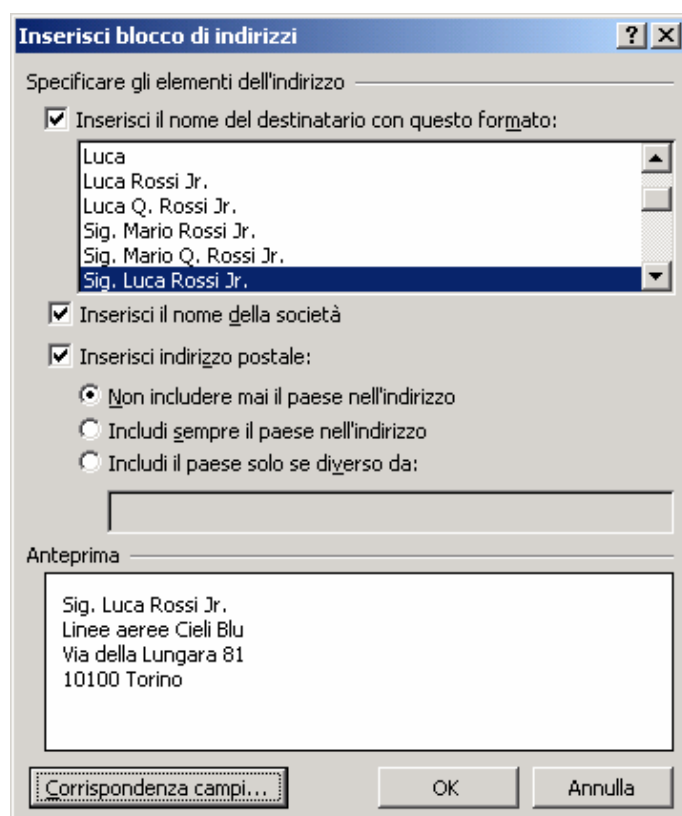 Inserisci blocco di indirizzi
Specificare gli elementi dell'indirizzo
Inserisci il nome del destinatario con questo formato:
Luca
Luca Rossi Jr.
Luca Q. Rossi Jr.
Sig. Mario Rossi Jr.
Sig. Mario Q. Rossi Jr.
Sig. Luca Rossi Jr.
Inserisci il nome della società
Inserisci indirizzo postale:
Non includere mai il paese nell'indirizzo
Includi sempre il paese nell'indirizzo
Includi il paese solo se diverso da:
Anteprima
Sig. Luca Rossi Jr.
Linee aeree Cieli Blu
Via della Lungara 81
10100 Torino
Corrispondenza campi... OK Annulla